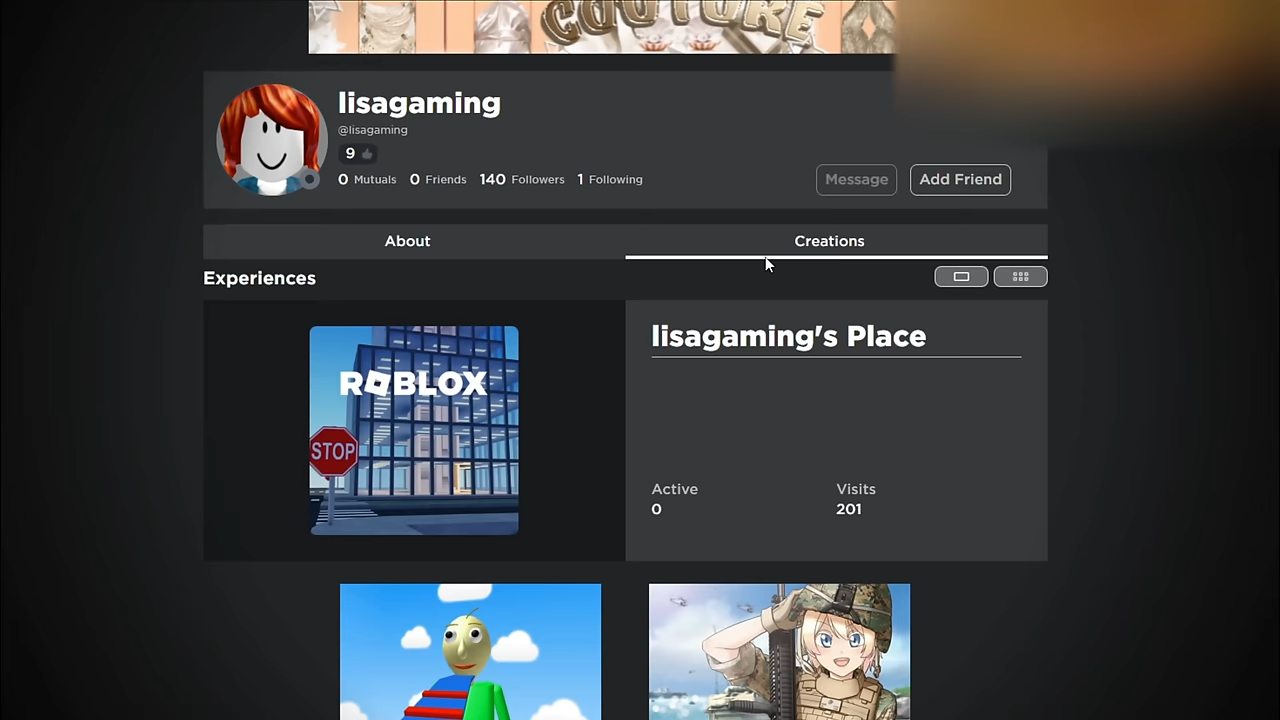 COUTURE
lisagaming
@lisagaming
9
0 Mutuals 0 Friends 140 Followers 1 Following
Message Add Friend
About Creations
Experiences
lisagaming's Place
ROBLOX
STOP
Active Visits
0 201